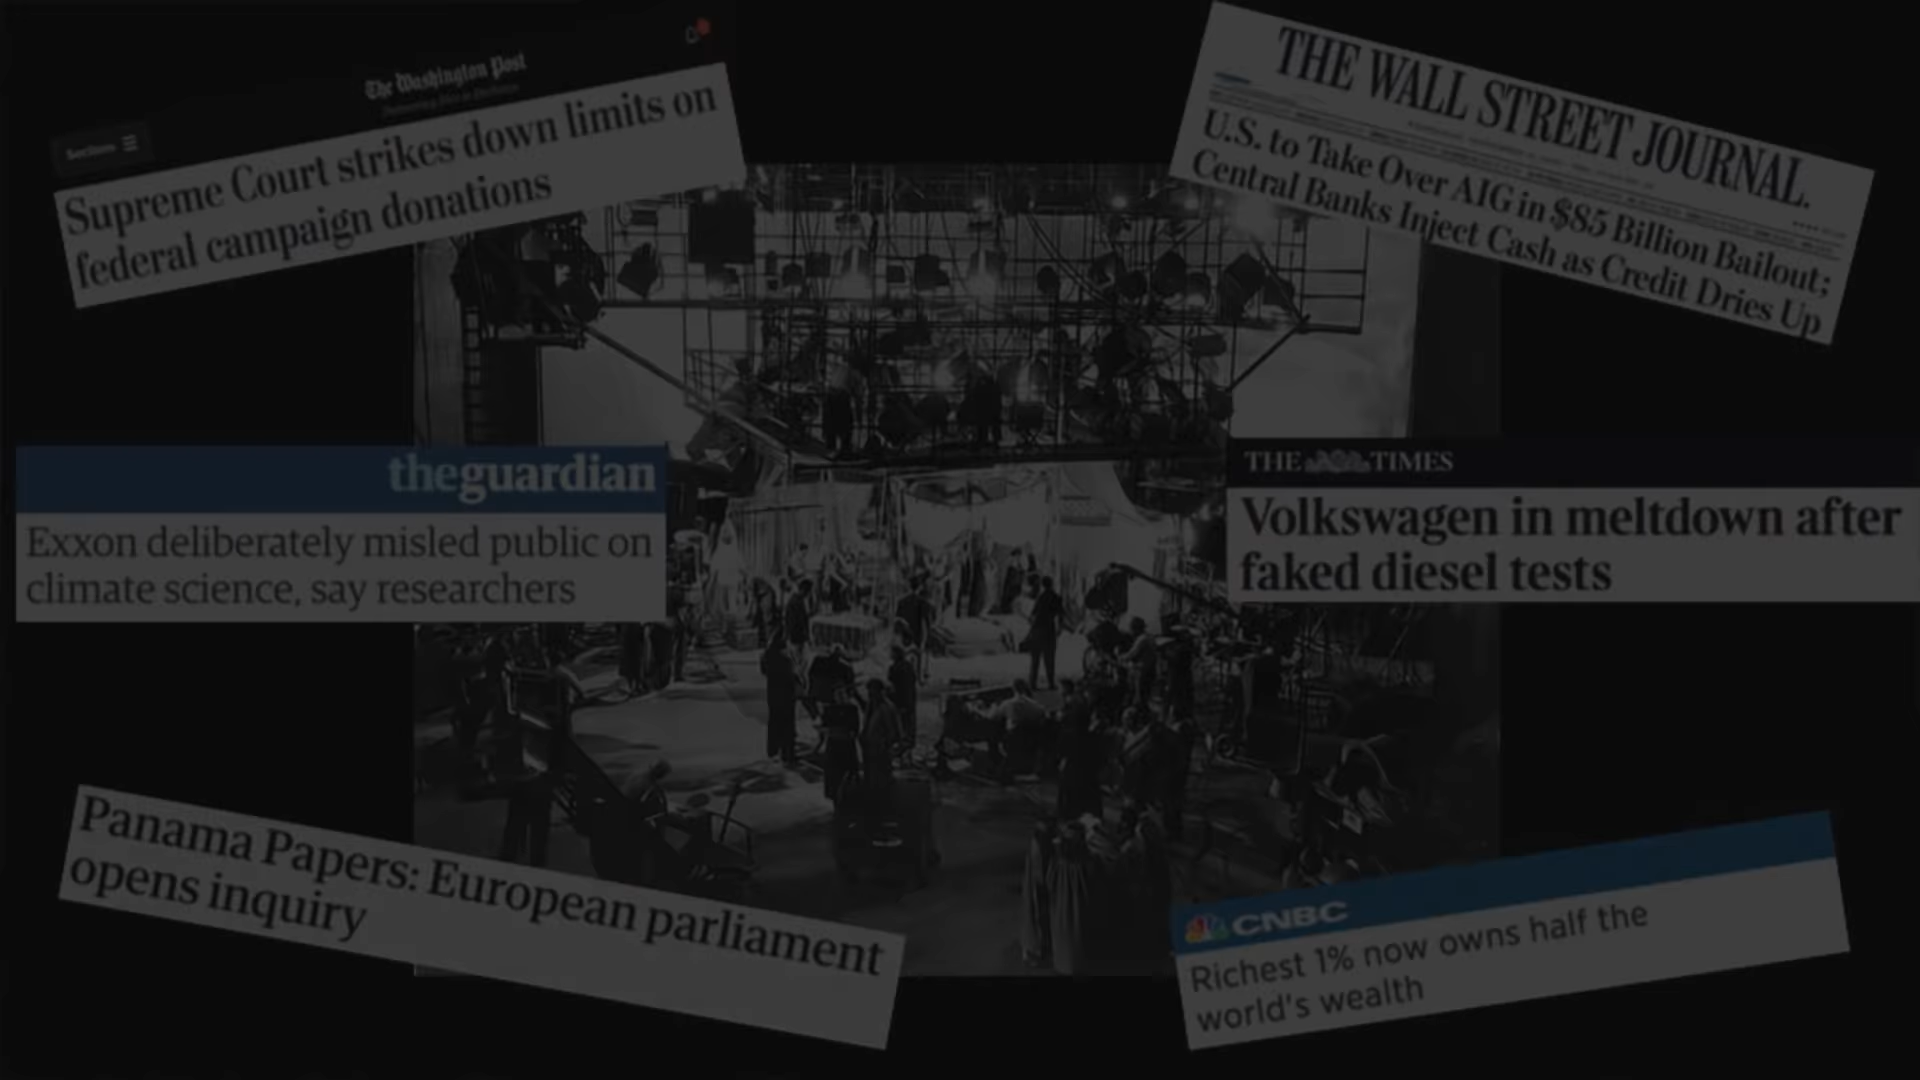 The Washington Post
Sections
Supreme Court strikes down limits on
federal campaign donations
THE WALL STREET JOURNAL.
U.S. to Take Over AIG in $85 Billion Bailout;
Central Banks Inject Cash as Credit Dries Up
theguardian
Exxon deliberately misled public on
climate science, say researchers
THE TIMES
Volkswagen in meltdown after
faked diesel tests
Panama Papers: European parliament
opens inquiry
CNBC
Richest 1% now owns half the
world's wealth